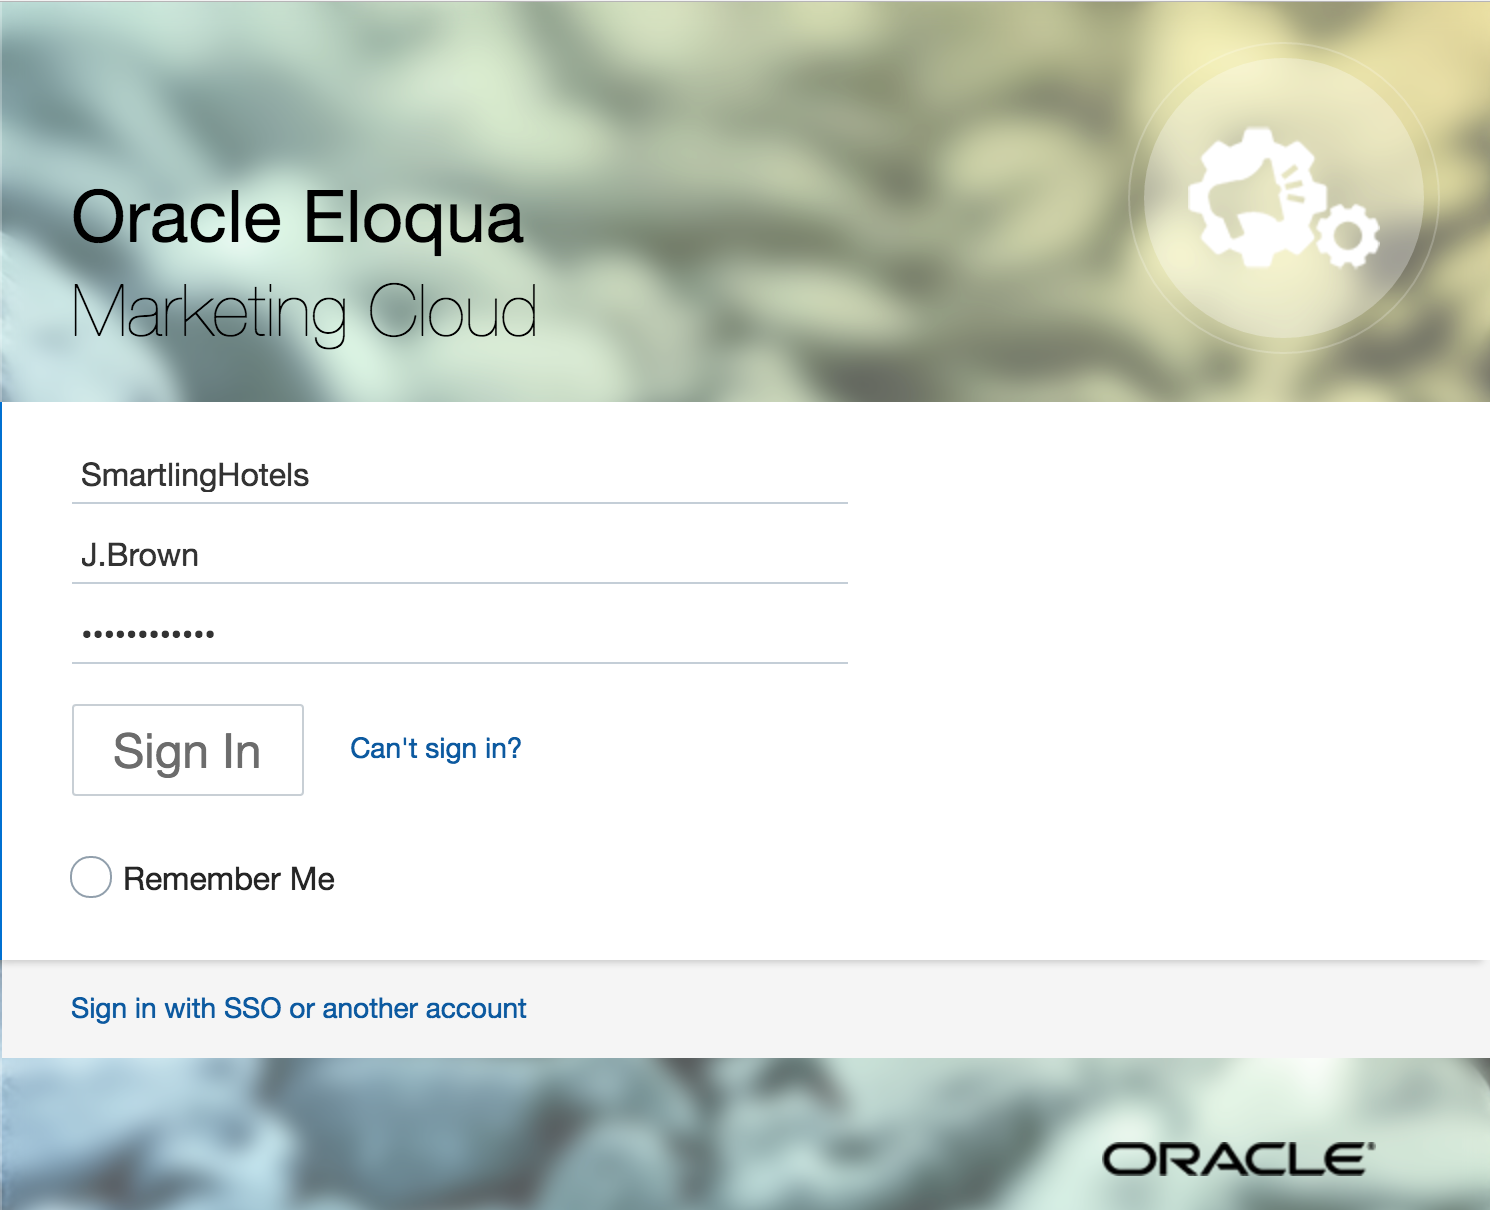 Oracle Eloqua
Marketing Cloud
SmartlingHotels
J.Brown
••••••••••••
Sign In
Can't sign in?
Remember Me
Sign in with SSO or another account
ORACLE®